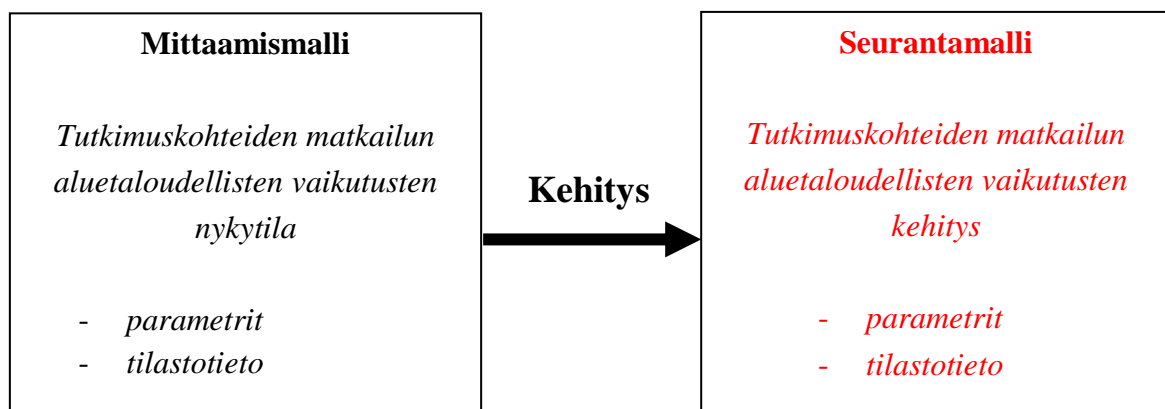 Mittaamismalli
Tutkimuskohteiden matkailun
aluetaloudellisten vaikutusten
nykytila
- parametrit
- tilastotieto
Kehitys
Seurantamalli
Tutkimuskohteiden matkailun
aluetaloudellisten vaikutusten
kehitys
- parametrit
- tilastotieto